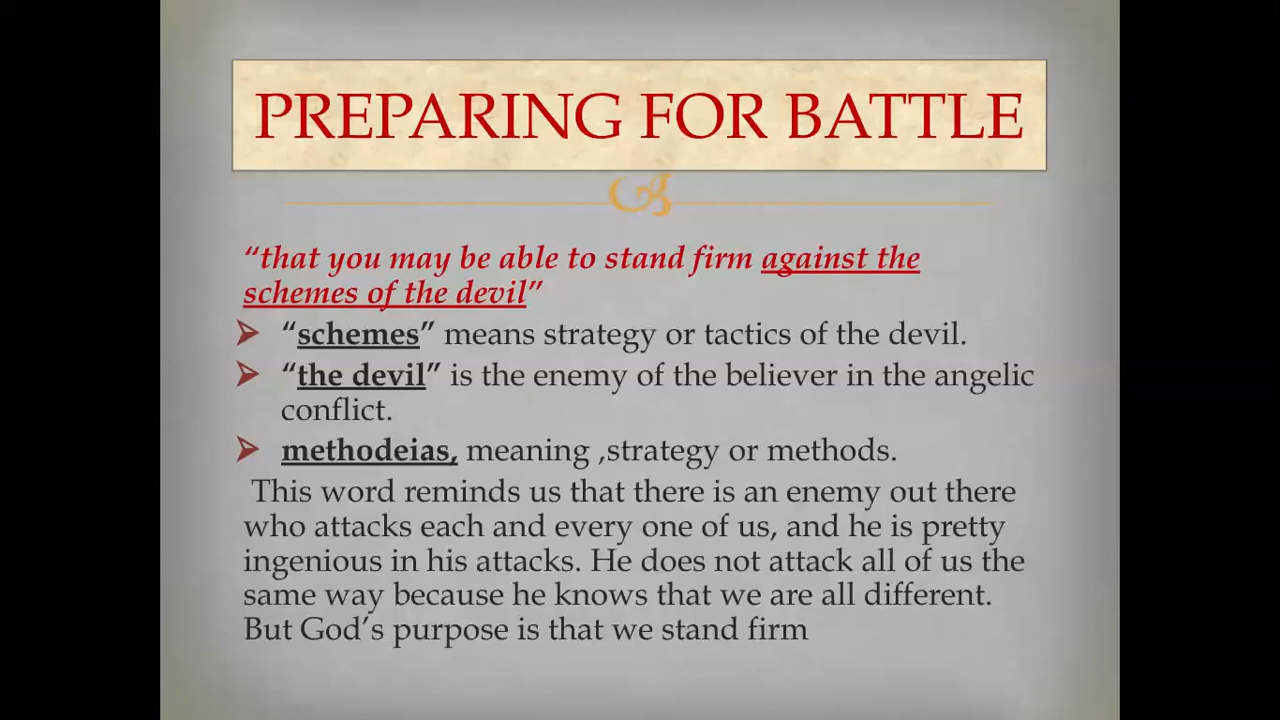 PREPARING FOR BATTLE
“that you may be able to stand firm against the
schemes of the devil”
“schemes” means strategy or tactics of the devil.
“the devil” is the enemy of the believer in the angelic
conflict.
methodeias, meaning ,strategy or methods.
This word reminds us that there is an enemy out there
who attacks each and every one of us, and he is pretty
ingenious in his attacks. He does not attack all of us the
same way because he knows that we are all different.
But God’s purpose is that we stand firm